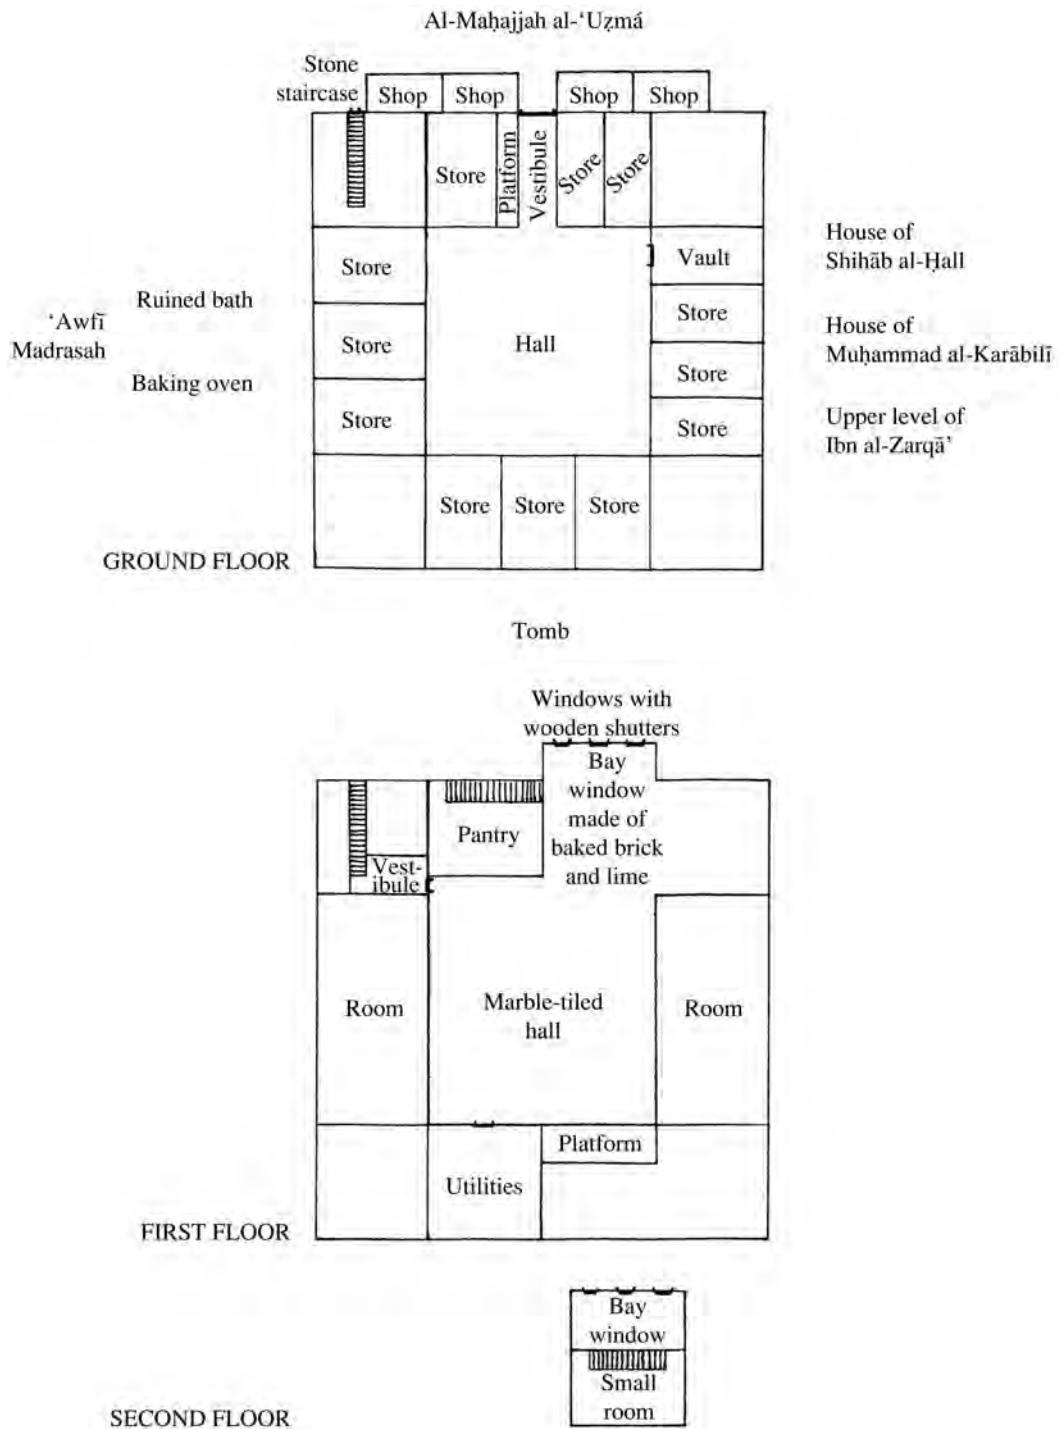 Al-Maḥajjah al-‘Uẓmá
Stone
staircase
Shop Shop Shop Shop
Store Platform Vestibule Store Store
Store Vault
House of
Shihāb al-Ḥall
Ruined bath
Store
‘Awfī
Madrasah
Store Hall
House of
Muḥammad al-Karābilī
Baking oven
Store
Store Store
Upper level of
Ibn al-Zarqā’
Store Store Store
GROUND FLOOR
Tomb
Windows with
wooden shutters
Bay
window
made of
baked brick
and lime
Pantry
Vest-
ibule
Room
Marble-tiled
hall
Room
Platform
Utilities
FIRST FLOOR
Bay
window
Small
room
SECOND FLOOR